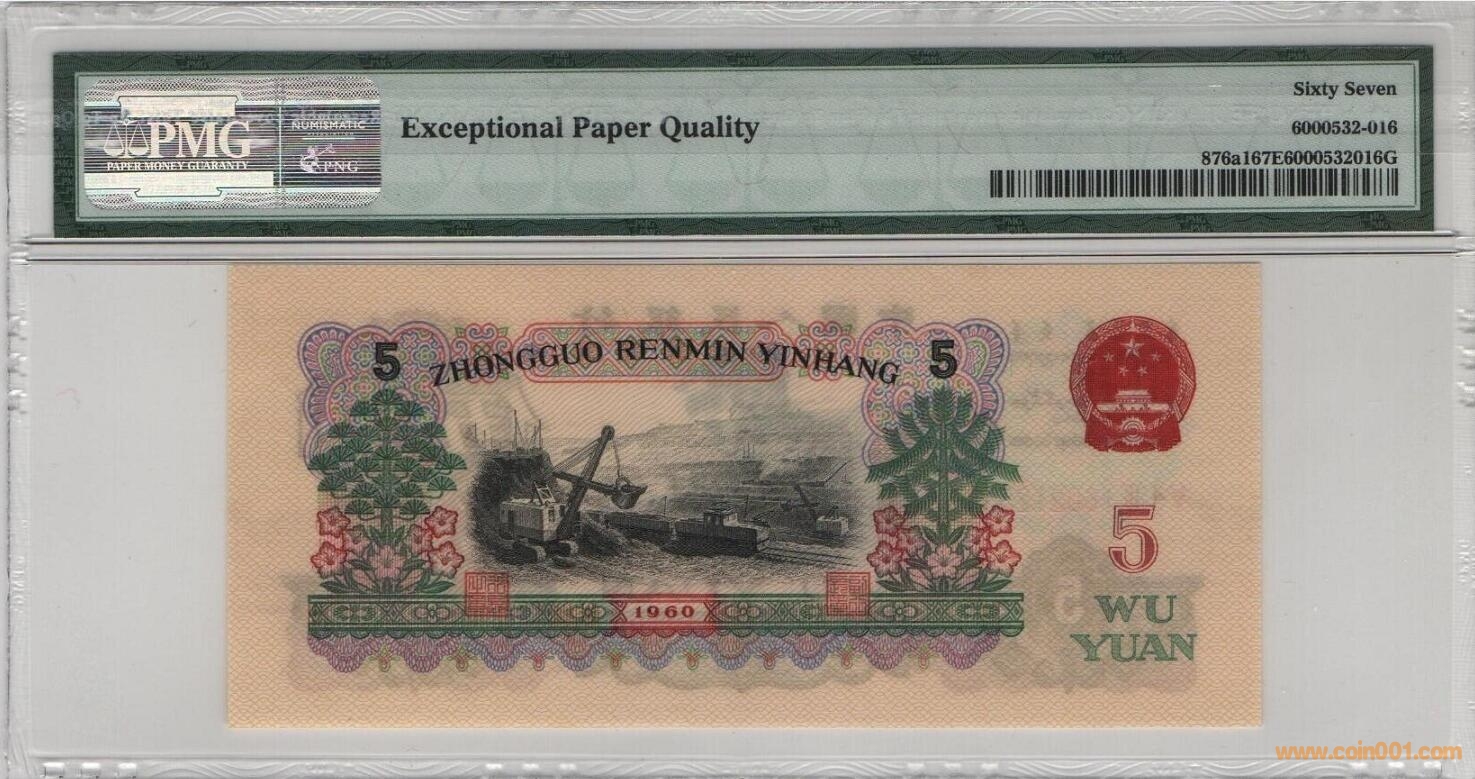 PMG
PAPER MONEY GUARANTY
NUMISMATIC
PNG
Exceptional Paper Quality
Sixty Seven
6000532-016
876a167E6000532016G
5
ZHONGGUO RENMIN YINHANG
5
5
1960
WU
YUAN
www.coin001.com